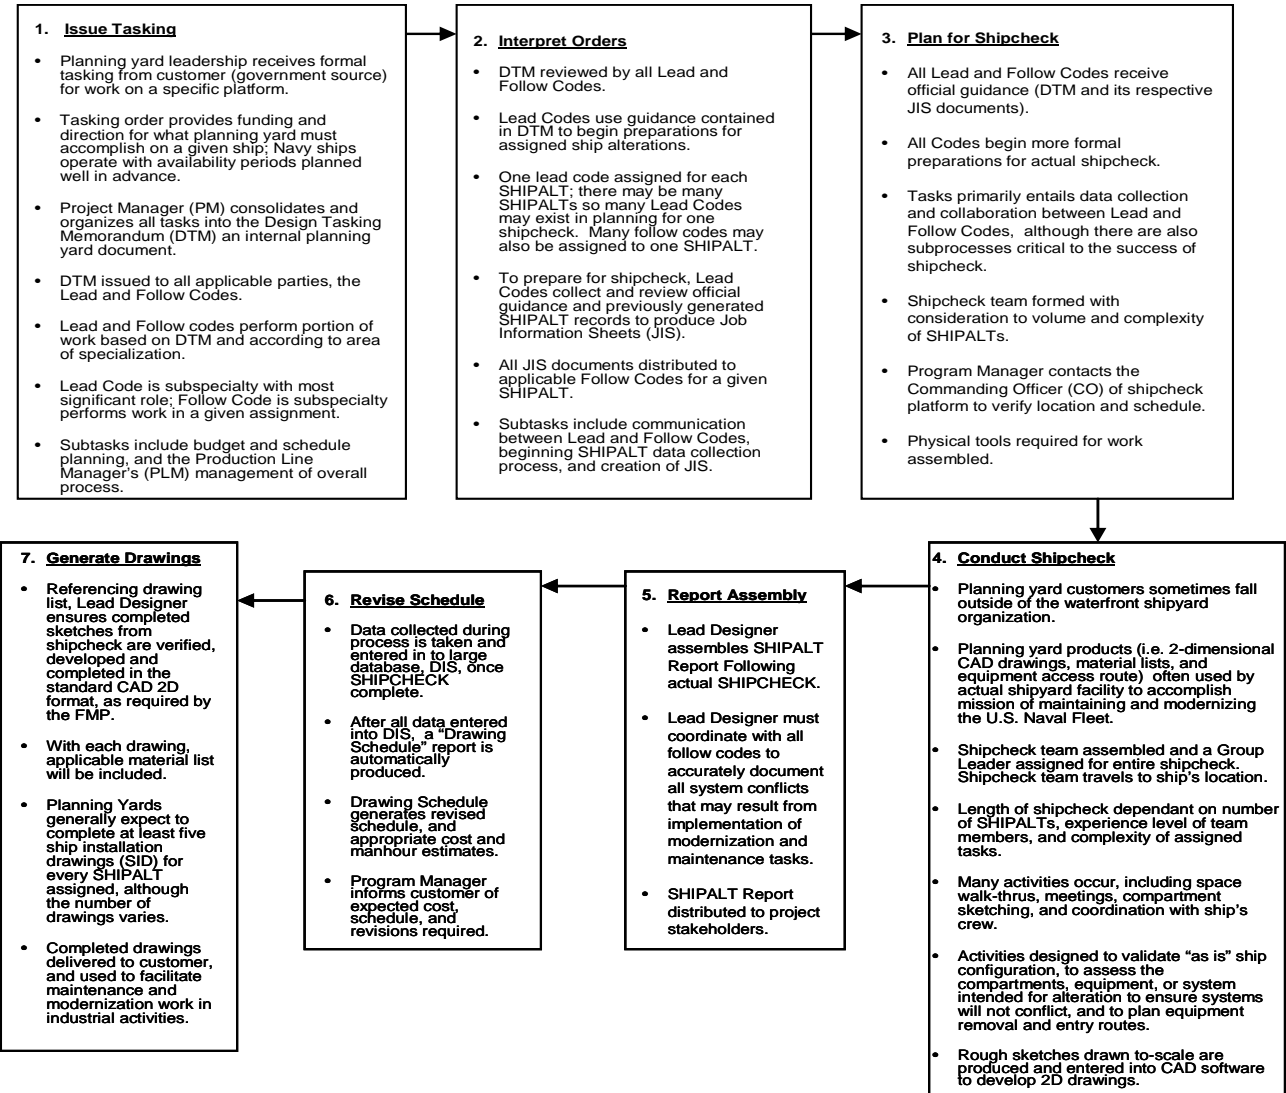 1. Issue Tasking
• Planning yard leadership receives formal
tasking from customer (government source)
for work on a specific platform.
• Tasking order provides funding and
direction for what planning yard must
accomplish on a given ship; Navy ships
operate with availability periods planned
well in advance.
• Project Manager (PM) consolidates and
organizes all tasks into the Design Tasking
Memorandum (DTM) an internal planning
yard document.
• DTM issued to all applicable parties, the
Lead and Follow Codes.
• Lead and Follow codes perform portion of
work based on DTM and according to area
of specialization.
• Lead Code is subspecialty with most
significant role; Follow Code is subspecialty
performs work in a given assignment.
• Subtasks include budget and schedule
planning, and the Production Line
Manager's (PLM) management of overall
process.
2. Interpret Orders
• DTM reviewed by all Lead and
Follow Codes.
• Lead Codes use guidance contained
in DTM to begin preparations for
assigned ship alterations.
• One lead code assigned for each
SHIPALT; there may be many
SHIPALTs so many Lead Codes
may exist in planning for one
shipcheck. Many follow codes may
also be assigned to one SHIPALT.
• To prepare for shipcheck, Lead
Codes collect and review official
guidance and previously generated
SHIPALT records to produce Job
Information Sheets (JIS).
• All JIS documents distributed to
applicable Follow Codes for a given
SHIPALT.
• Subtasks include communication
between Lead and Follow Codes,
beginning SHIPALT data collection
process, and creation of JIS.
3. Plan for Shipcheck
• All Lead and Follow Codes receive
official guidance (DTM and its respective
JIS documents).
• All Codes begin more formal
preparations for actual shipcheck.
• Tasks primarily entails data collection
and collaboration between Lead and
Follow Codes, although there are also
subprocesses critical to the success of
shipcheck.
• Shipcheck team formed with
consideration to volume and complexity
of SHIPALTs.
• Program Manager contacts the
Commanding Officer (CO) of shipcheck
platform to verify location and schedule.
• Physical tools required for work
assembled.
4. Conduct Shipcheck
• Planning yard customers sometimes fall
outside of the waterfront shipyard
organization.
• Planning yard products (i.e. 2-dimensional
CAD drawings, material lists, and
equipment access route) often used by
actual shipyard facility to accomplish
mission of maintaining and modernizing
the U.S. Naval Fleet.
• Shipcheck team assembled and a Group
Leader assigned for entire shipcheck.
Shipcheck team travels to ship's location.
• Length of shipcheck dependant on number
of SHIPALTs, experience level of team
members, and complexity of assigned
tasks.
• Many activities occur, including space
walk-thrus, meetings, compartment
sketching, and coordination with ship's
crew.
• Activities designed to validate "as is" ship
configuration, to assess the
compartments, equipment, or system
intended for alteration to ensure systems
will not conflict, and to plan equipment
removal and entry routes.
• Rough sketches drawn to-scale are
produced and entered into CAD software
to develop 2D drawings.
5. Report Assembly
• Lead Designer
assembles SHIPALT
Report Following
actual SHIPCHECK.
• Lead Designer must
coordinate with all
follow codes to
accurately document
all system conflicts
that may result from
implementation of
modernization and
maintenance tasks.
• SHIPALT Report
distributed to project
stakeholders.
6. Revise Schedule
• Data collected during
process is taken and
entered in to large
database, DIS, once
SHIPCHECK
complete.
• After all data entered
into DIS, a "Drawing
Schedule" report is
automatically
produced.
• Drawing Schedule
generates revised
schedule, and
appropriate cost and
manhour estimates.
• Program Manager
informs customer of
expected cost,
schedule, and
revisions required.
7. Generate Drawings
• Referencing drawing
list, Lead Designer
ensures completed
sketches from
shipcheck are verified,
developed and
completed in the
standard CAD 2D
format, as required by
the FMP.
• With each drawing,
applicable material list
will be included.
• Planning Yards
generally expect to
complete at least five
ship installation
drawings (SID) for
every SHIPALT
assigned, although
the number of
drawings varies.
• Completed drawings
delivered to customer,
and used to facilitate
maintenance and
modernization work in
industrial activities.